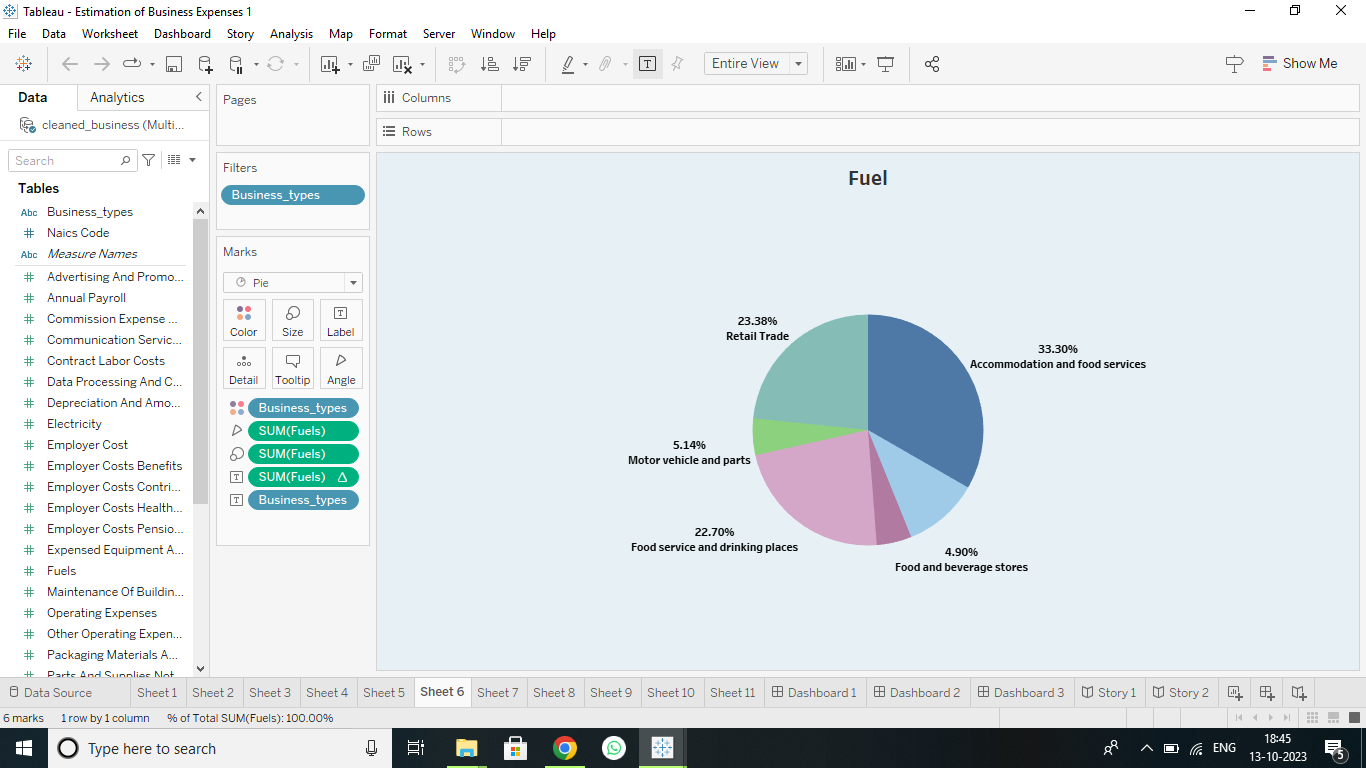 Tableau - Estimation of Business Expenses 1
File Data Worksheet Dashboard Story Analysis Map Format Server Window Help
Entire View
Show Me
Data Analytics
cleaned_business (Multi...
Search
Tables
Abc Business_types
# Naics Code
Abc Measure Names
# Advertising And Promo...
# Annual Payroll
# Commission Expense ...
# Communication Servic...
# Contract Labor Costs
# Data Processing And C...
# Depreciation And Amo...
# Electricity
# Employer Cost
# Employer Costs Benefits
# Employer Costs Contri...
# Employer Costs Health...
# Employer Costs Pensio...
# Expensed Equipment A...
# Fuels
# Maintenance Of Buildin...
# Operating Expenses
# Other Operating Expen...
# Packaging Materials A...
# Parts And Supplies Not
Pages
Filters
Business_types
Marks
Pie
Color Size Label
Detail Tooltip Angle
Business_types
SUM(Fuels)
SUM(Fuels)
SUM(Fuels) Δ
Business_types
Columns
Rows
Fuel
23.38%
Retail Trade
33.30%
Accommodation and food services
5.14%
Motor vehicle and parts
22.70%
Food service and drinking places
4.90%
Food and beverage stores
Data Source Sheet 1 Sheet 2 Sheet 3 Sheet 4 Sheet 5 Sheet 6 Sheet 7 Sheet 8 Sheet 9 Sheet 10 Sheet 11 Dashboard 1 Dashboard 2 Dashboard 3 Story 1 Story 2
6 marks 1 row by 1 column % of Total SUM(Fuels): 100.00%
Type here to search
ENG
18:45
13-10-2023
5